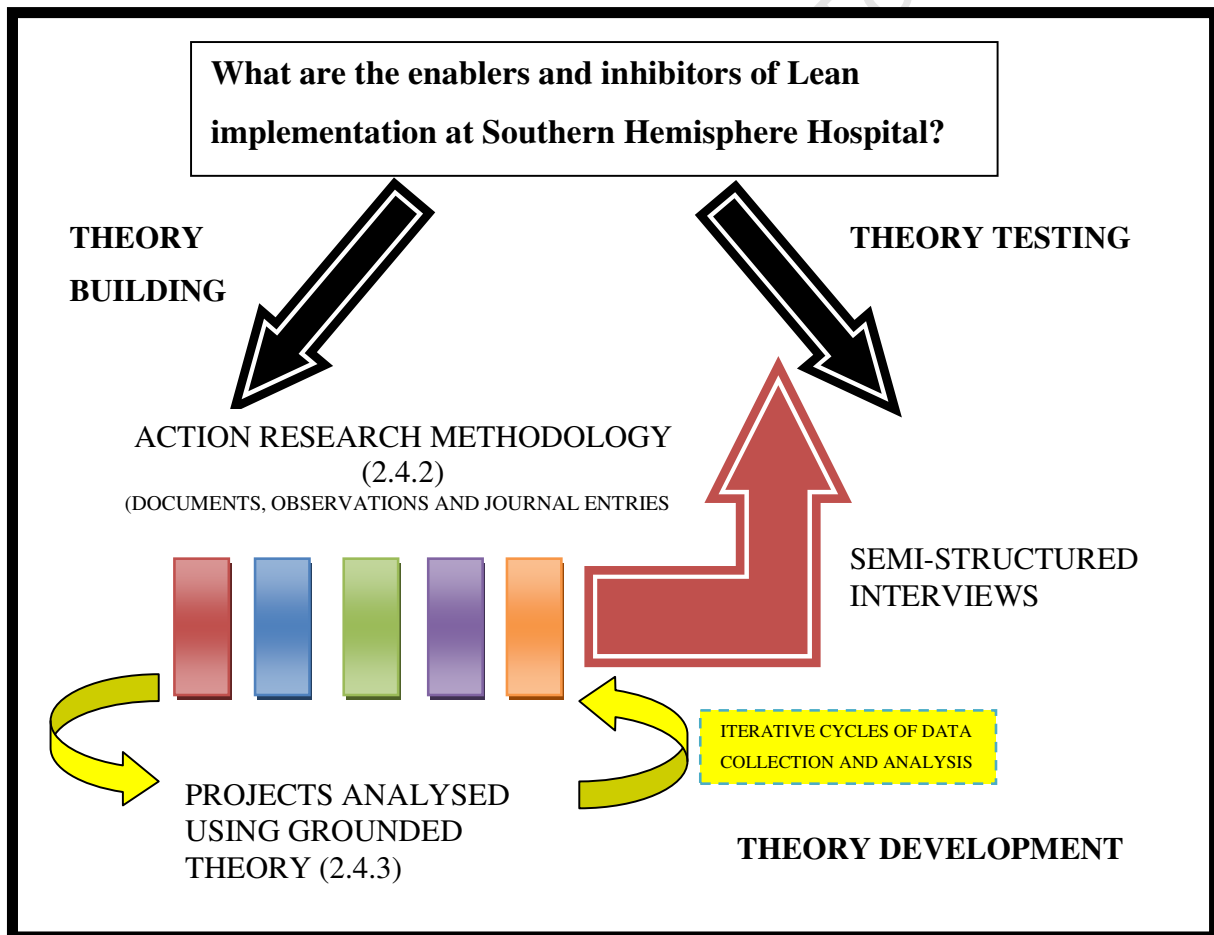 What are the enablers and inhibitors of Lean
implementation at Southern Hemisphere Hospital?
THEORY
BUILDING
THEORY TESTING
ACTION RESEARCH METHODOLOGY
(2.4.2)
(DOCUMENTS, OBSERVATIONS AND JOURNAL ENTRIES
SEMI-STRUCTURED
INTERVIEWS
ITERATIVE CYCLES OF DATA
COLLECTION AND ANALYSIS
PROJECTS ANALYSED
USING GROUNDED
THEORY (2.4.3)
THEORY DEVELOPMENT